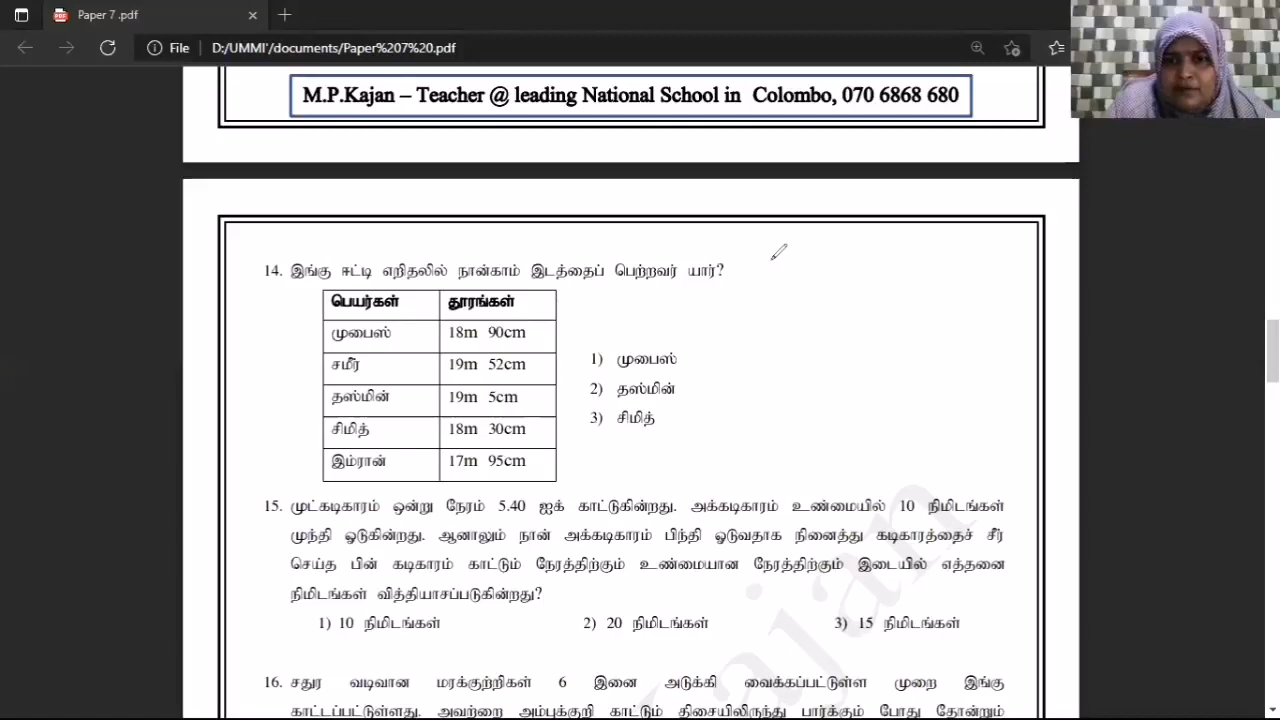 Paper 7 .pdf
File D:/UMMI'/documents/Paper%207%20.pdf
M.P.Kajan – Teacher @ leading National School in Colombo, 070 6868 680
14. இங்கு ஈட்டி எறிதலில் நான்காம் இடத்தைப் பெற்றவர் யார்?
பெயர்கள் தூரங்கள்
முபைஸ் 18m 90cm
சமீர் 19m 52cm
தஸ்மின் 19m 5cm
சிமித் 18m 30cm
இம்ரான் 17m 95cm
1) முபைஸ்
2) தஸ்மின்
3) சிமித்
15. முட்கடிகாரம் ஒன்று நேரம் 5.40 ஐக் காட்டுகின்றது. அக்கடிகாரம் உண்மையில் 10 நிமிடங்கள்
முந்தி ஓடுகின்றது. ஆனாலும் நான் அக்கடிகாரம் பிந்தி ஓடுவதாக நினைத்து கடிகாரத்தைச் சீர்
செய்த பின் கடிகாரம் காட்டும் நேரத்திற்கும் உண்மையான நேரத்திற்கும் இடையில் எத்தனை
நிமிடங்கள் வித்தியாசப்படுகின்றது?
1) 10 நிமிடங்கள் 2) 20 நிமிடங்கள் 3) 15 நிமிடங்கள்
16. சதுர வடிவான மரக்குற்றிகள் 6 இனை அடுக்கி வைக்கப்பட்டுள்ள முறை இங்கு
காட்டப்பட்டுள்ளது. அவற்றை அம்புக்குறி காட்டும் திசையிலிருந்து பார்க்கும் போது தோன்றும்
ajan